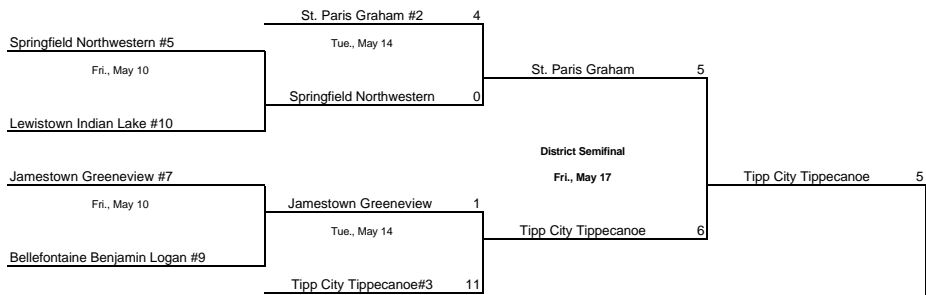 St. Paris Graham #2 4
Springfield Northwestern #5
Tue., May 14
Fri., May 10
St. Paris Graham 5
Springfield Northwestern 0
Lewistown Indian Lake #10
District Semifinal
Jamestown Greeneview #7
Fri., May 17
Tipp City Tippecanoe 5
Fri., May 10
Jamestown Greeneview 1
Tue., May 14
Tipp City Tippecanoe 6
Bellefontaine Benjamin Logan #9
Tipp City Tippecanoe#3 11